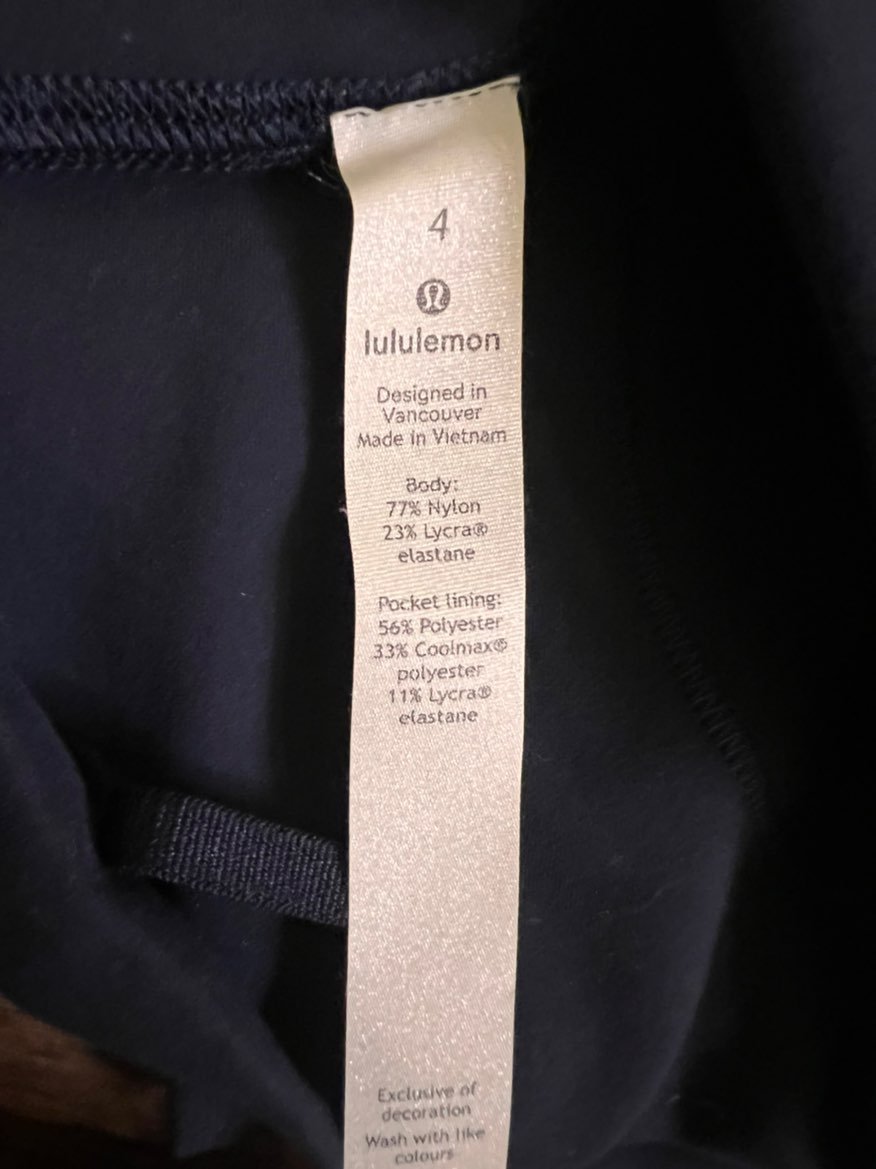 4
lululemon
Designed in
Vancouver
Made in Vietnam
Body:
77% Nylon
23% Lycra®
elastane
Pocket lining:
56% Polyester
33% Coolmax®
polyester
11% Lycra®
elastane
Exclusive of
decoration
Wash with like
colours